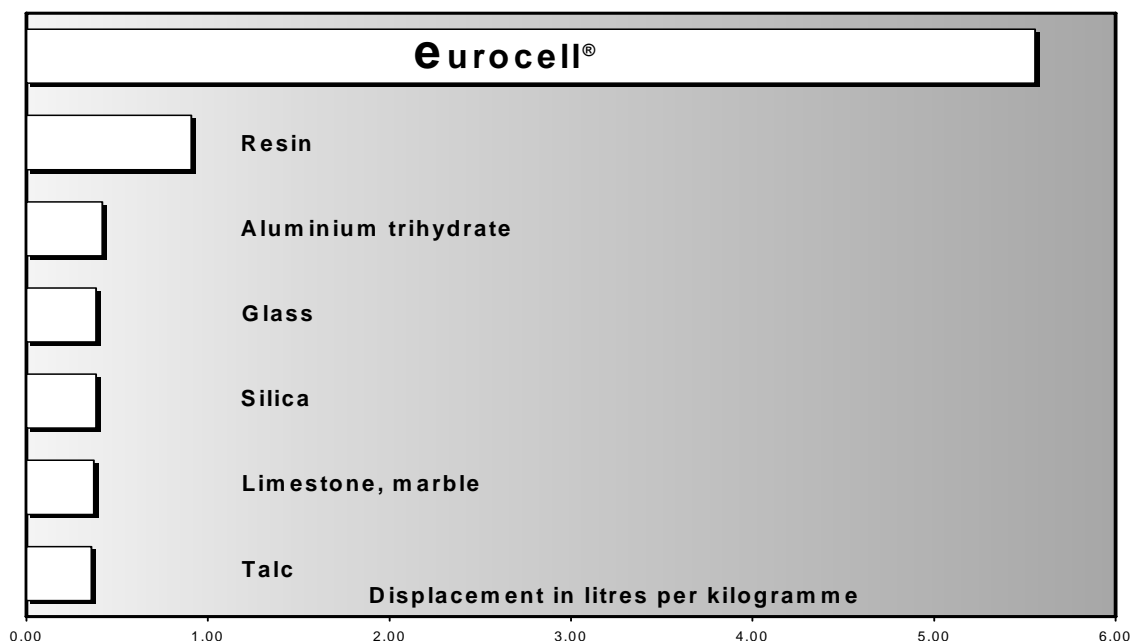 eurocell®
Resin
Aluminium trihydrate
Glass
Silica
Limestone, marble
Talc
Displacement in litres per kilogramme
0.00 1.00 2.00 3.00 4.00 5.00 6.00